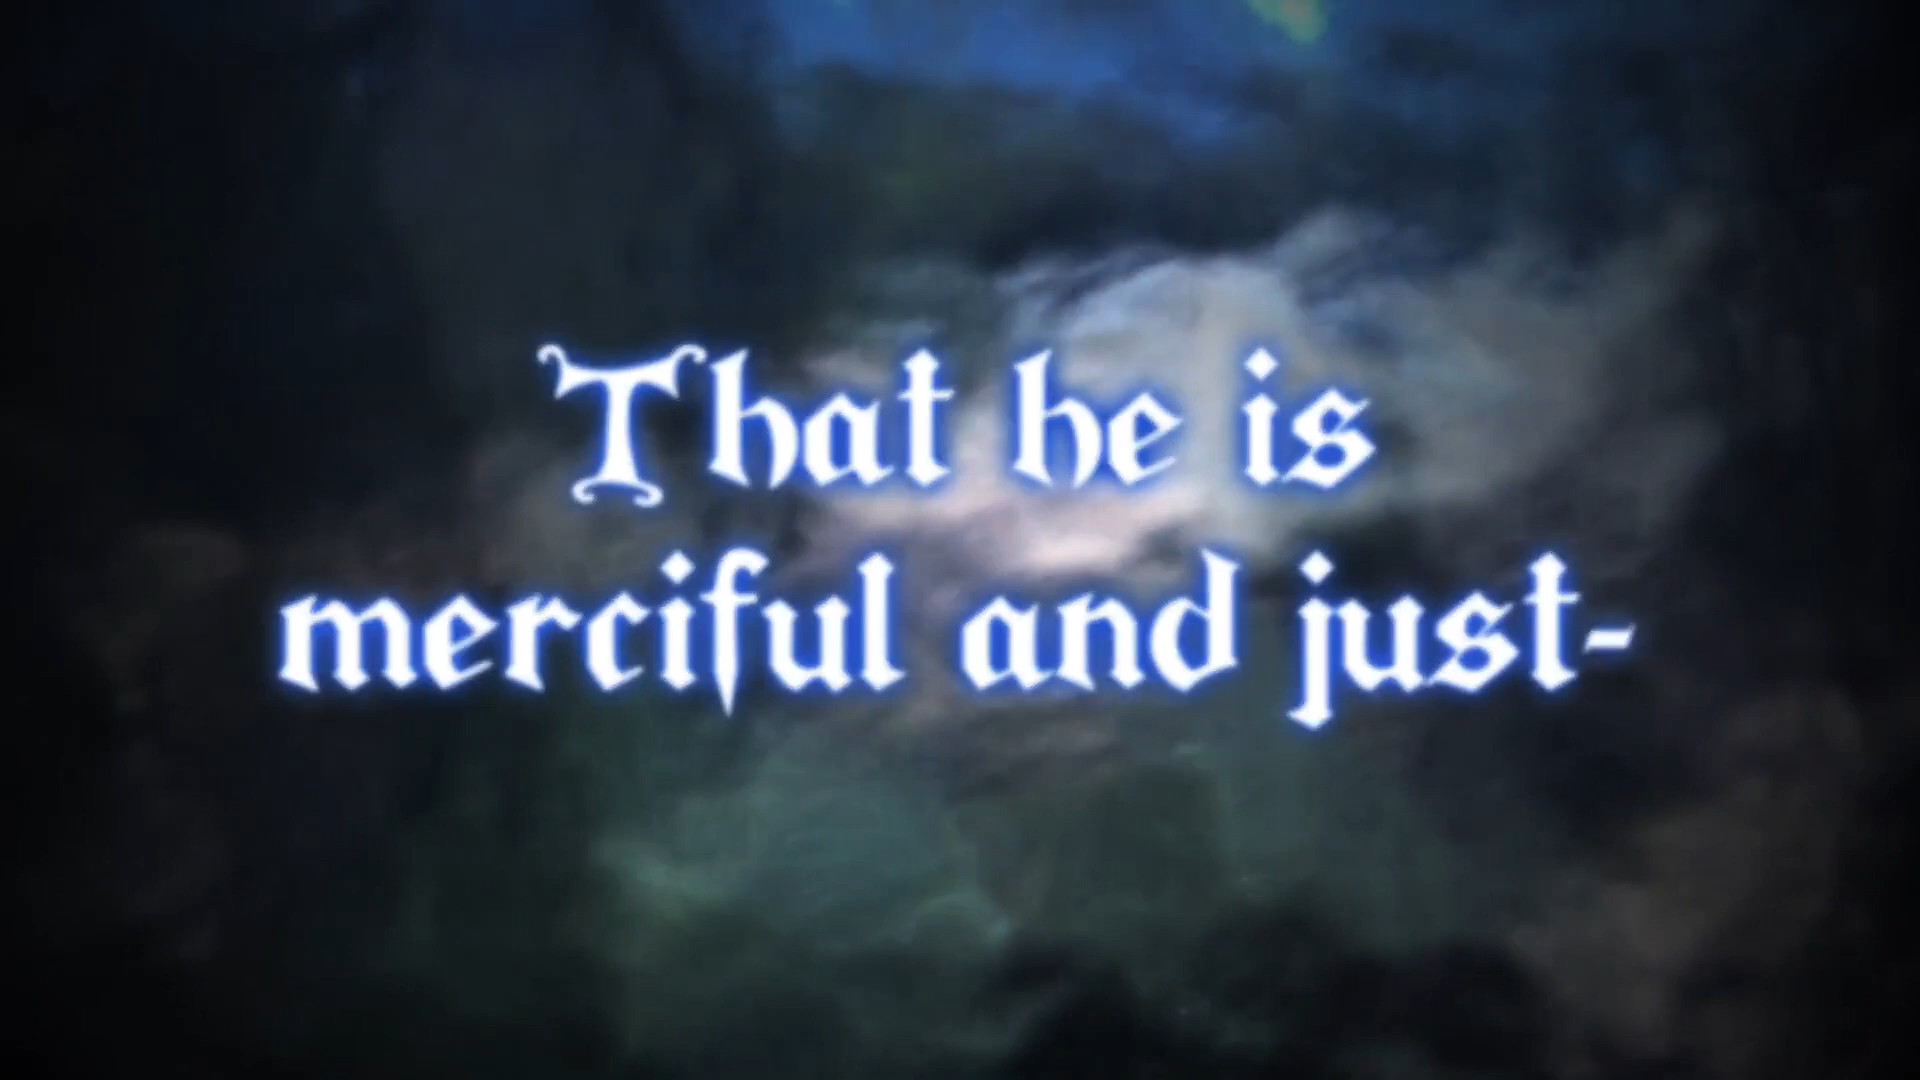 That he is
merciful and just-